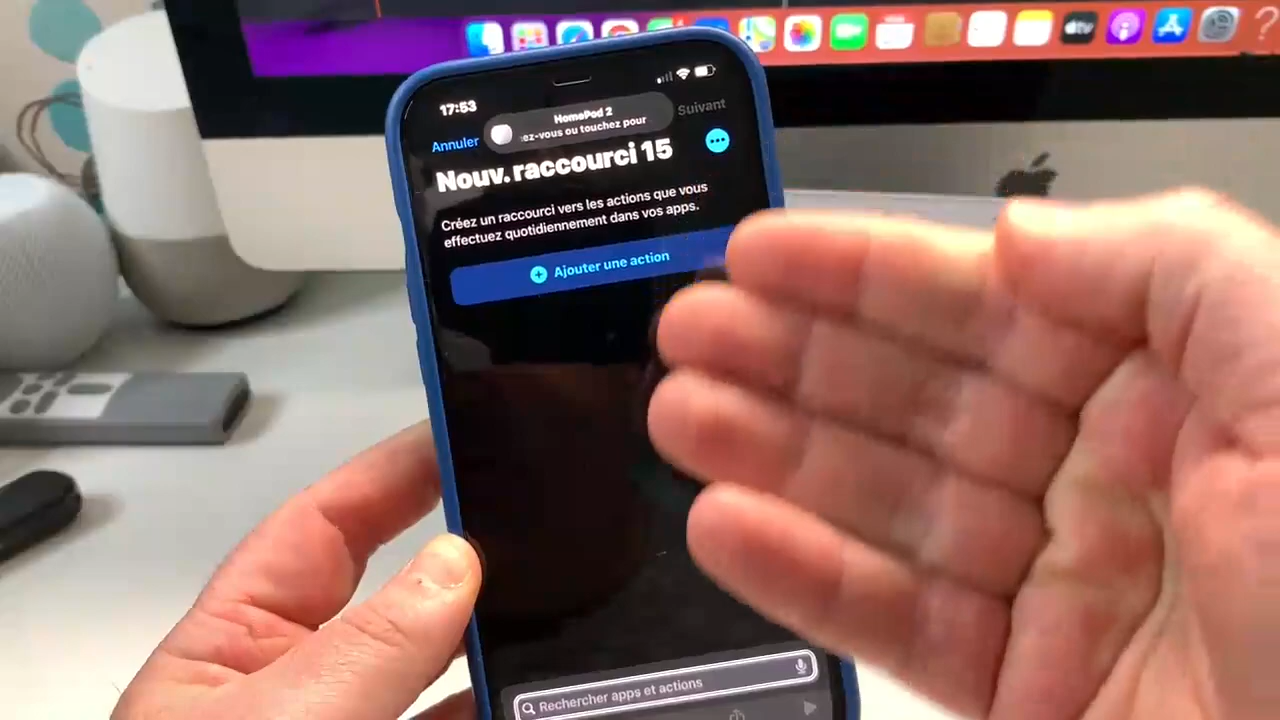 17:53
HomePod 2
ez-vous ou touchez pour
Annuler
Suivant
Nouv. raccourci 15
Créez un raccourci vers les actions que vous
effectuez quotidiennement dans vos apps.
Ajouter une action
Rechercher apps et actions
tv